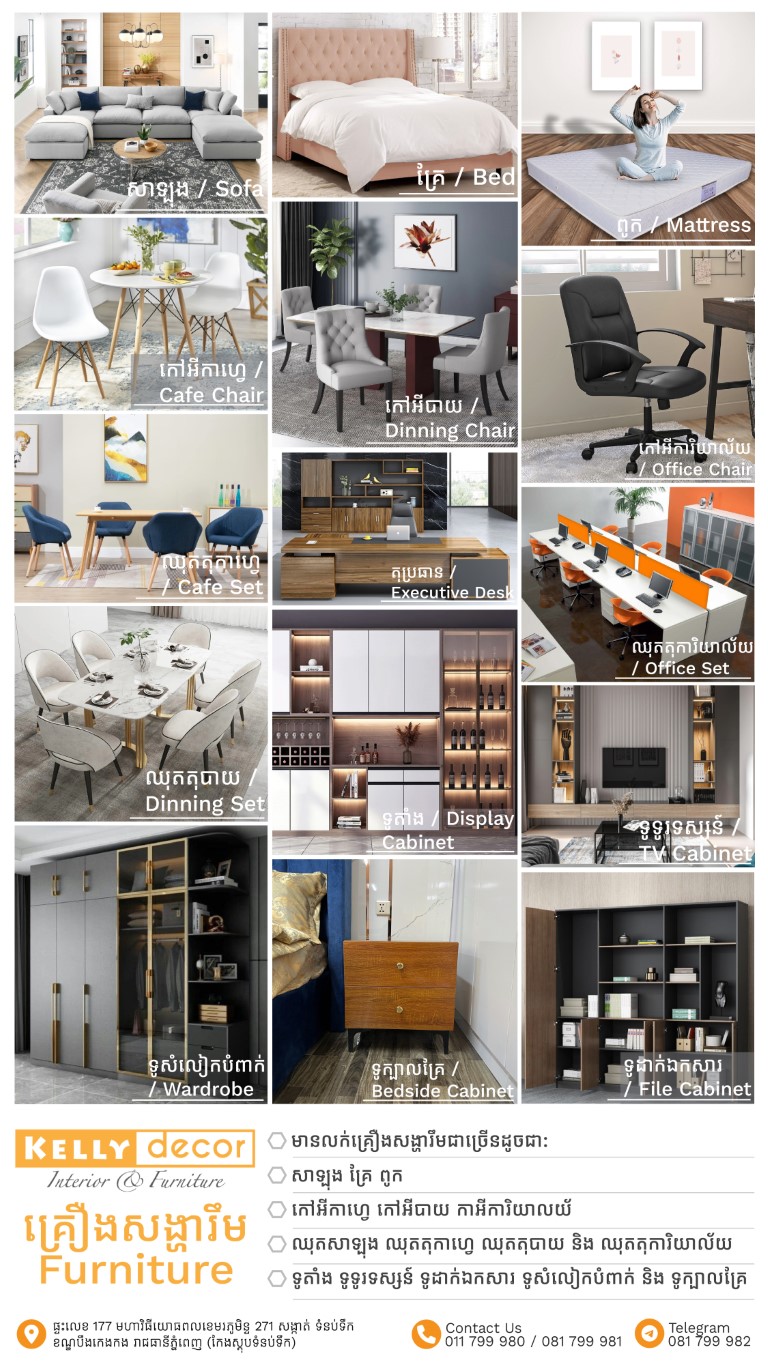 សាឡុង / Sofa
គ្រែ / Bed
ពូក / Mattress
កៅអីកាហ្វេ /
Cafe Chair
កៅអីបាយ /
Dinning Chair
កៅអីការិយាល័យ
/ Office Chair
ឈុតតុកាហ្វេ
/ Cafe Set
តុប្រធាន /
Executive Desk
ឈុតតុការិយាល័យ
/ Office Set
ឈុតតុបាយ /
Dinning Set
ទូតាំង / Display
Cabinet
ទូទូរទស្សន៍ /
TV Cabinet
ទូសំលៀកបំពាក់
/ Wardrobe
ទូក្បាលគ្រែ /
Bedside Cabinet
ទូដាក់ឯកសារ
/ File Cabinet
KELLY decor
Interior & Furniture
គ្រឿងសង្ហារឹម
Furniture
មានលក់គ្រឿងសង្ហារឹមជាច្រើនដូចជា:
សាឡុង គ្រែ ពូក
កៅអីកាហ្វេ កៅអីបាយ កាអីការិយាលយ័
ឈុតសាឡុង ឈុតតុកាហ្វេ ឈុតតុបាយ និង ឈុតតុការិយាល័យ
ទូតាំង ទូទូរទស្សន៍ ទូដាក់ឯកសារ ទូសំលៀកបំពាក់ និង ទូក្បាលគ្រែ
ផ្ទះលេខ 177 មហាវិថីយោធពលខេមរភូមិន្ទ 271 សង្កាត់ ទំនប់ទឹក
ខណ្ឌបឹងកេងកង រាជធានីភ្នំពេញ (កែងស្តុបទំនប់ទឹក)
Contact Us
011 799 980 / 081 799 981
Telegram
081 799 982